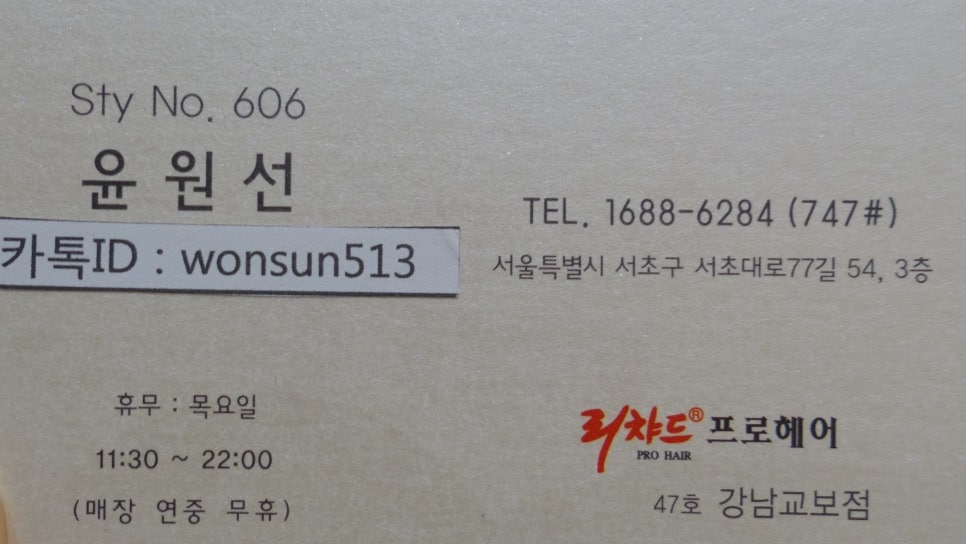 Sty No. 606
윤 원 선
카톡ID : wonsun513
TEL. 1688-6284 (747#)
서울특별시 서초구 서초대로77길 54, 3층
휴무 : 목요일
11:30 ~ 22:00
(매장 연중 무휴)
리챠드® 프로헤어
PRO HAIR
47호 강남교보점